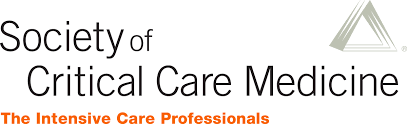 Society of
Critical Care Medicine
®
The Intensive Care Professionals